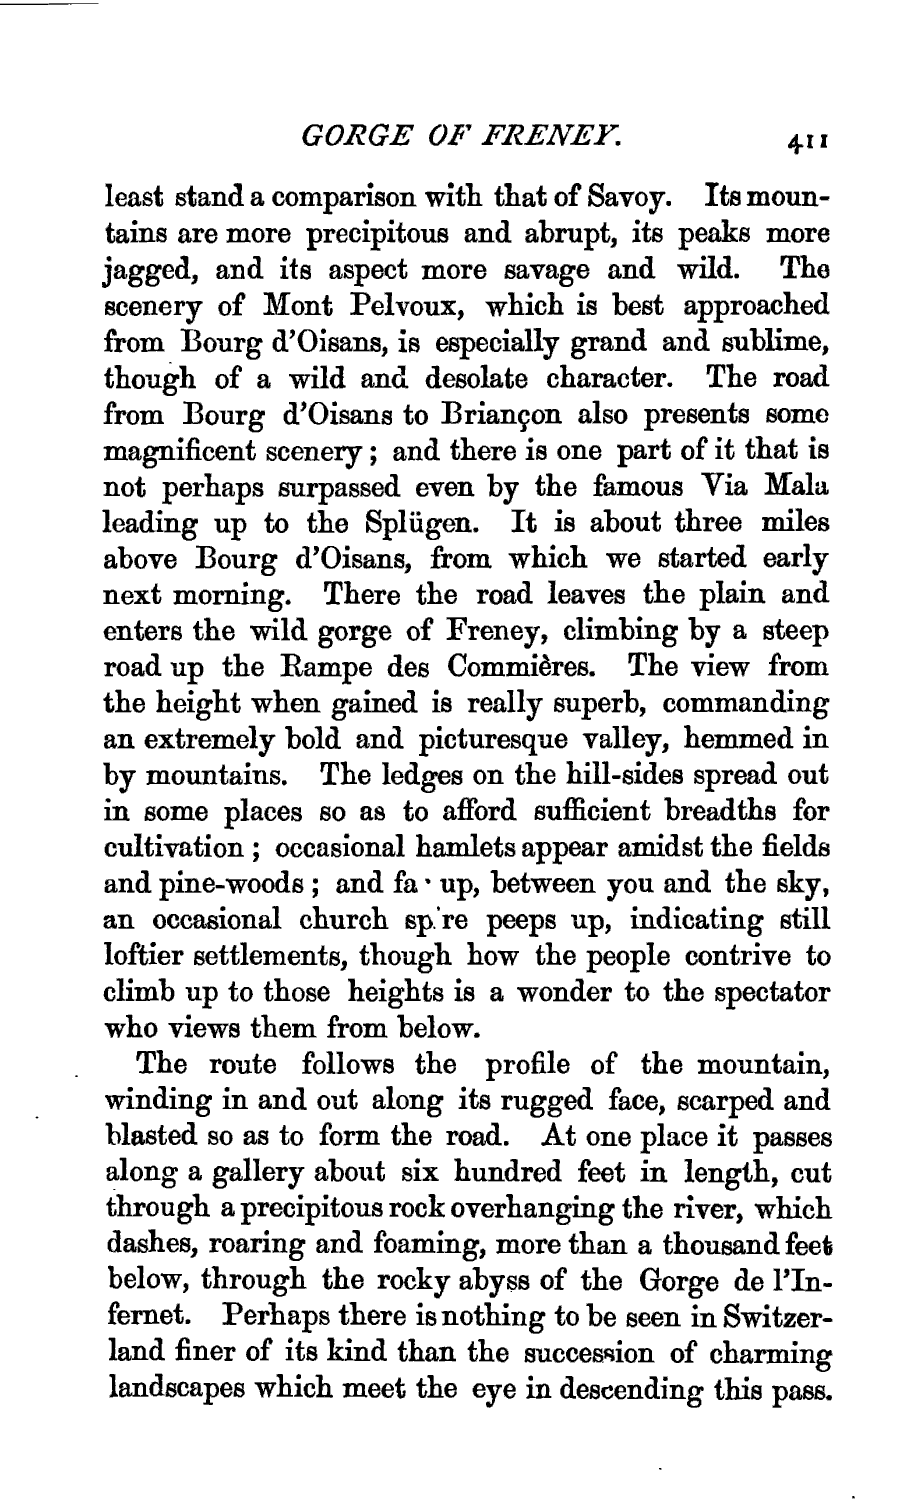 GORGE OF FRENEY. 411
least stand a comparison with that of Savoy. Its moun-
tains are more precipitous and abrupt, its peaks more
jagged, and its aspect more savage and wild. The
scenery of Mont Pelvoux, which is best approached
from Bourg d'Oisans, is especially grand and sublime,
though of a wild and desolate character. The road
from Bourg d'Oisans to Briançon also presents some
magnificent scenery ; and there is one part of it that is
not perhaps surpassed even by the famous Via Mala
leading up to the Splügen. It is about three miles
above Bourg d'Oisans, from which we started early
next morning. There the road leaves the plain and
enters the wild gorge of Freney, climbing by a steep
road up the Rampe des Commières. The view from
the height when gained is really superb, commanding
an extremely bold and picturesque valley, hemmed in
by mountains. The ledges on the hill-sides spread out
in some places so as to afford sufficient breadths for
cultivation ; occasional hamlets appear amidst the fields
and pine-woods ; and fa· up, between you and the sky,
an occasional church sp're peeps up, indicating still
loftier settlements, though how the people contrive to
climb up to those heights is a wonder to the spectator
who views them from below.
The route follows the profile of the mountain,
winding in and out along its rugged face, scarped and
blasted so as to form the road. At one place it passes
along a gallery about six hundred feet in length, cut
through a precipitous rock overhanging the river, which
dashes, roaring and foaming, more than a thousand feet
below, through the rocky abyss of the Gorge de l'In-
fernet. Perhaps there is nothing to be seen in Switzer-
land finer of its kind than the succession of charming
landscapes which meet the eye in descending this pass.